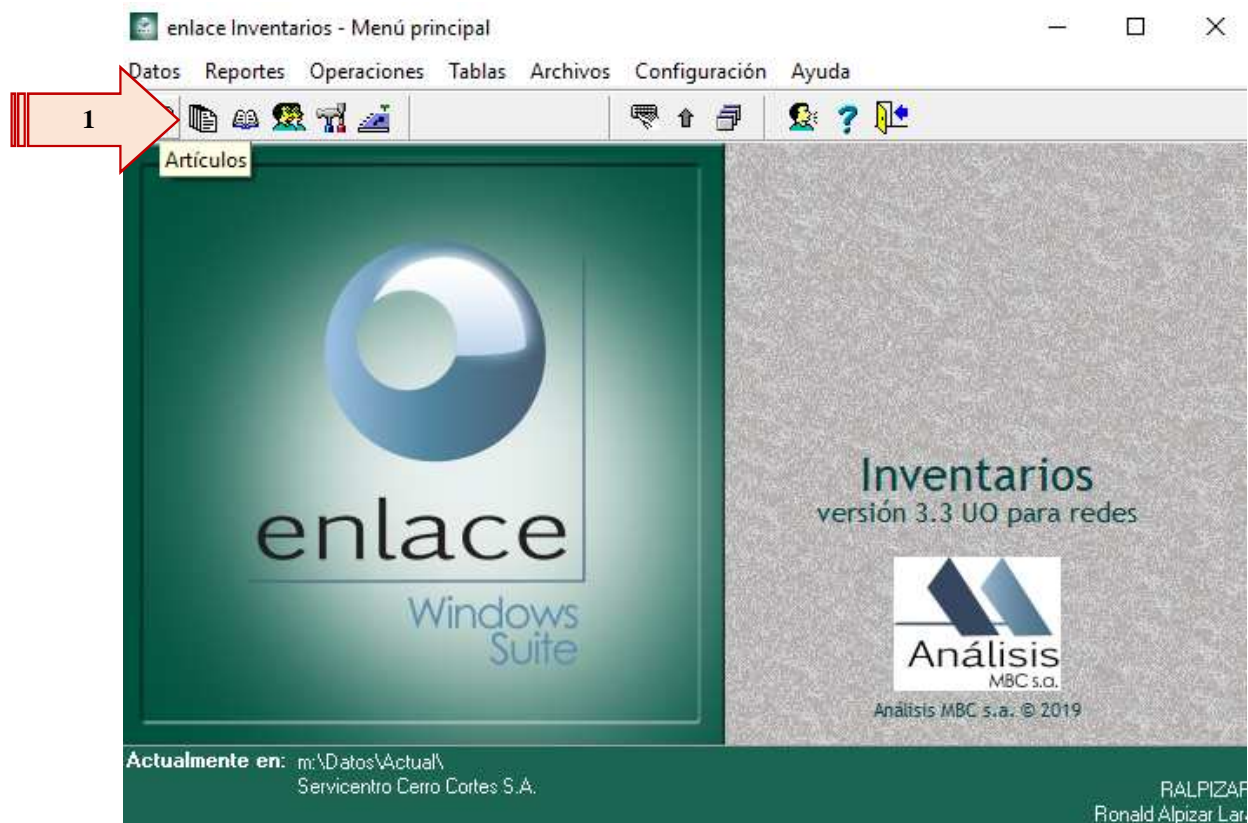 enlace Inventarios - Menú principal
Datos Reportes Operaciones Tablas Archivos Configuración Ayuda
1
Artículos
enlace
Windows
Suite
Inventarios
versión 3.3 UO para redes
Análisis
MBC s.a.
Análisis MBC s.a. © 2019
Actualmente en: m:\Datos\Actual\
Servicentro Cerro Cortes S.A.
RALPIZAR
Ronald Alpizar Lara